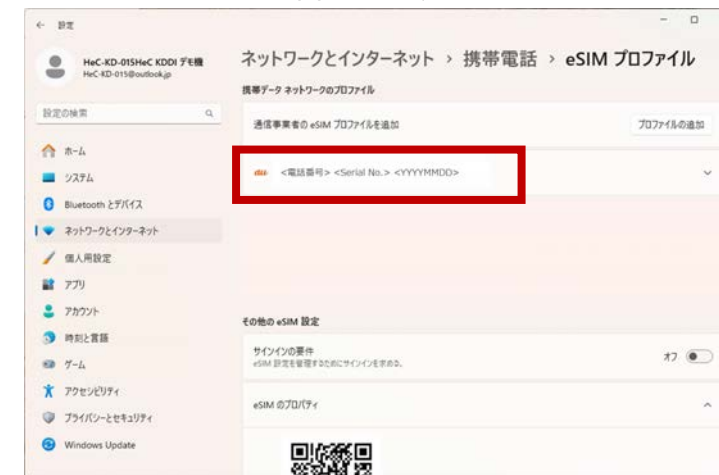 設定
HeC-KD-015HeC KDDI デモ機
HeC-KD-015@outlook.jp
設定の検索
ホーム
システム
Bluetooth とデバイス
ネットワークとインターネット
個人用設定
アプリ
アカウント
時刻と言語
ゲーム
アクセシビリティ
プライバシーとセキュリティ
Windows Update
ネットワークとインターネット › 携帯電話 › eSIM プロファイル
携帯データ ネットワークのプロファイル
通信事業者の eSIM プロファイルを追加 プロファイルの追加
au <電話番号> <Serial No.> <YYYYMMDD>
その他の eSIM 設定
サインインの要件
eSIM 設定を管理するためにサインインを求める。
オフ
eSIM のプロパティ